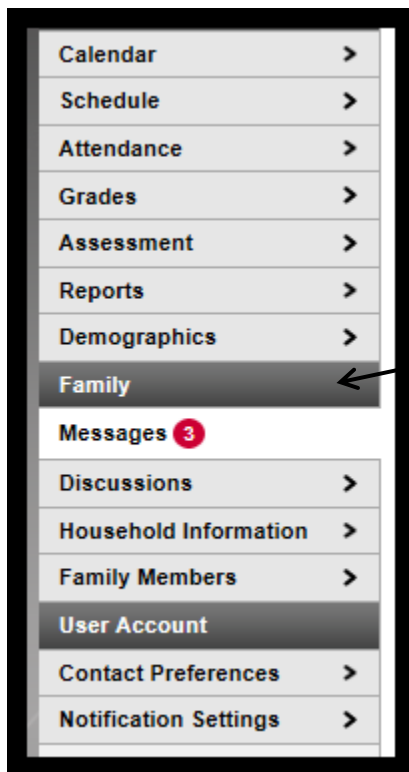 Calendar
Schedule
Attendance
Grades
Assessment
Reports
Demographics
Family
Messages 3
Discussions
Household Information
Family Members
User Account
Contact Preferences
Notification Settings